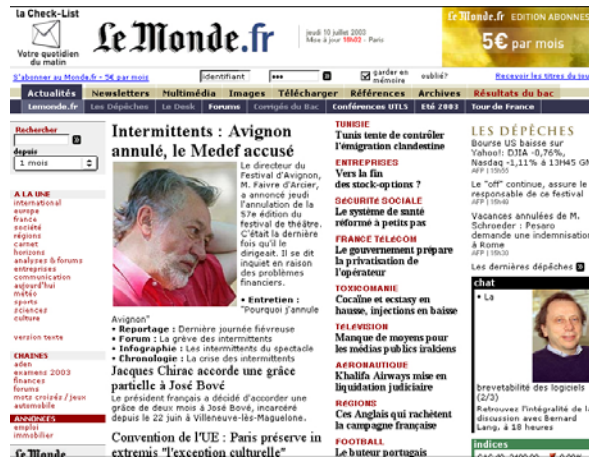 la Check-List
Votre quotidien
du matin
Le Monde.fr
jeudi 10 juillet 2003
Mise à jour 16h02 - Paris
Le Monde.fr EDITION ABONNES
5€ par mois
S'abonner au Monde.fr - 5€ par mois
identifiant
garder en
mémoire
oublié?
Recevoir les titres du jou
Actualités Newsletters Multimédia Images Télécharger Références Archives Résultats du bac
Lemonde.fr Les Dépêches Le Desk Forums Corrigés du Bac Conférences UTLS Eté 2003 Tour de France
Rechercher
depuis
1 mois
A LA UNE
international
europe
france
société
régions
carnet
horizons
analyses & forums
entreprises
communication
aujourd'hui
météo
sports
sciences
culture
version texte
CHAINES
aden
examens 2003
finances
forums
mots croisés / jeux
automobile
ANNONCES
emploi
immobilier
Le Monde
Intermittents : Avignon
annulé, le Medef accusé
Le directeur du
Festival d'Avignon,
M. Faivre d'Arcier,
a annoncé jeudi
l'annulation de la
57e édition du
festival de théâtre.
C'était la dernière
fois qu'il le
dirigeait. Il se dit
inquiet en raison
des problèmes
financiers.
• Entretien :
"Pourquoi j'annule
Avignon"
• Reportage : Dernière journée fiévreuse
• Forum : La grève des intermittents
• Infographie : Les intermittents du spectacle
• Chronologie : La crise des intermittents
Jacques Chirac accorde une grâce
partielle à José Bové
Le président français a décidé d'accorder une
grâce de deux mois à José Bové, incarcéré
depuis le 22 juin à Villeneuve-lès-Maguelone.
Convention de l'UE : Paris préserve in
extremis "l'exception culturelle"
TUNISIE
Tunis tente de contrôler
l'émigration clandestine
ENTREPRISES
Vers la fin
des stock-options ?
SÉCURITÉ SOCIALE
Le système de santé
réformé à petits pas
FRANCE TÉLÉCOM
Le gouvernement prépare
la privatisation de
l'opérateur
TOXICOMANIE
Cocaïne et ecstasy en
hausse, injections en baisse
TÉLÉVISION
Manque de moyens pour
les médias publics irakiens
AÉRONAUTIQUE
Khalifa Airways mise en
liquidation judiciaire
RÉGIONS
Ces Anglais qui rachètent
la campagne française
FOOTBALL
Le buteur portugais
LES DÉPÊCHES
Bourse US baisse sur
Yahoo!: DJIA -0,76%,
Nasdaq -1,11% à 13H45 GM
AFP | 15h49
Le "off" continue, assure le
responsable de ce festival
AFP | 15h48
Vacances annulées de M.
Schroeder : Pesaro
demande une indemnisation
à Rome
AFP | 15h30
Les dernières dépêches
chat
• La
brevetabilité des logiciels
(2/3)
Retrouvez l'intégralité de la
discussion avec Bernard
Lang. à 18 heures
indices